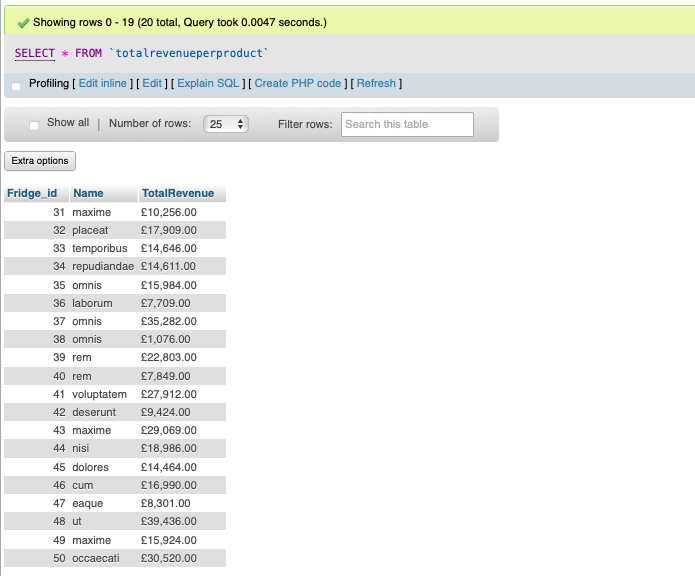 Showing rows 0 - 19 (20 total, Query took 0.0047 seconds.)
SELECT * FROM `totalrevenueperproduct`
Profiling [ Edit inline ] [ Edit ] [ Explain SQL ] [ Create PHP code ] [ Refresh ]
Show all | Number of rows: 25 Filter rows: Search this table
Extra options
Fridge_id Name TotalRevenue
31 maxime £10,256.00
32 placeat £17,909.00
33 temporibus £14,646.00
34 repudiandae £14,611.00
35 omnis £15,984.00
36 laborum £7,709.00
37 omnis £35,282.00
38 omnis £1,076.00
39 rem £22,803.00
40 rem £7,849.00
41 voluptatem £27,912.00
42 deserunt £9,424.00
43 maxime £29,069.00
44 nisi £18,986.00
45 dolores £14,464.00
46 cum £16,990.00
47 eaque £8,301.00
48 ut £39,436.00
49 maxime £15,924.00
50 occaecati £30,520.00